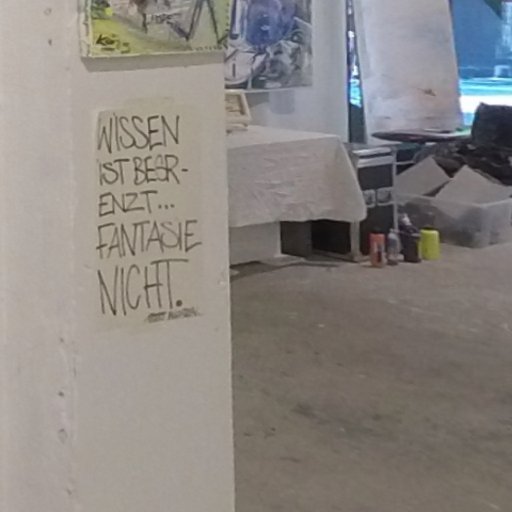 WISSEN
IST BEGR-
ENZT...
FANTASIE
NICHT.